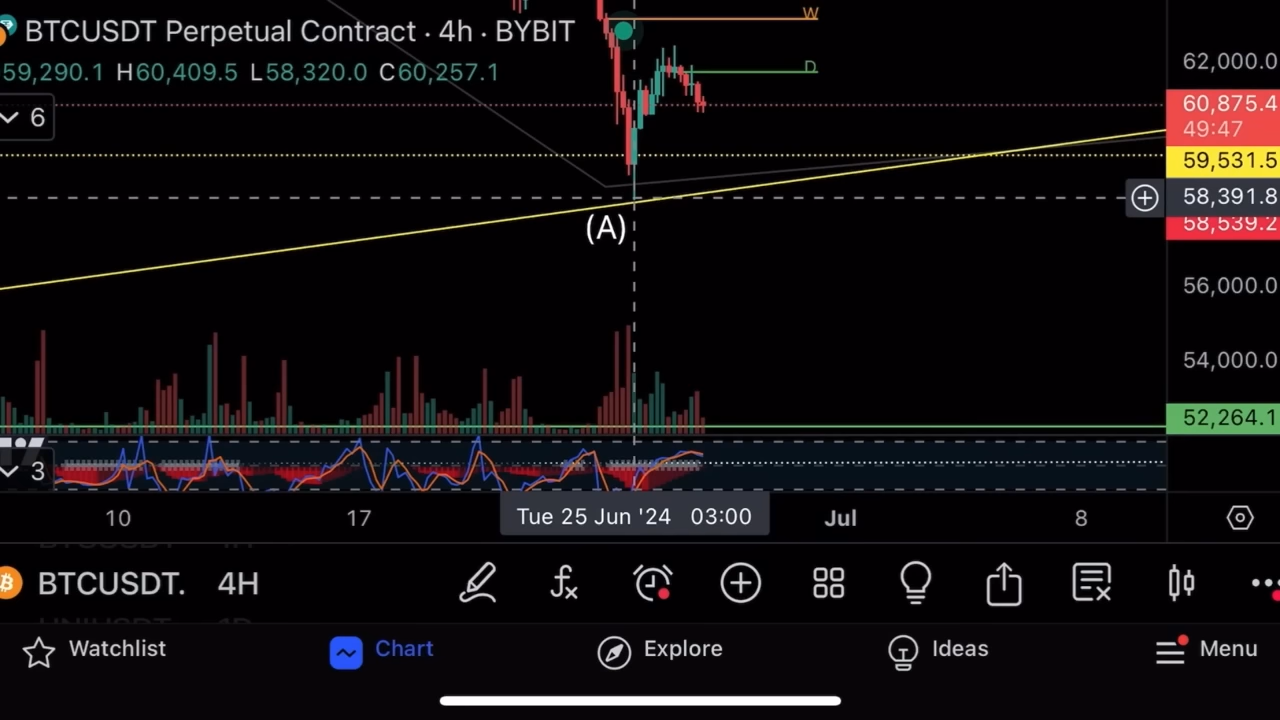 W
BTCUSDT Perpetual Contract · 4h · BYBIT
59,290.1 H60,409.5 L58,320.0 C60,257.1
D
6
62,000.0
60,875.4
49:47
59,531.5
58,391.8
58,539.2
(A)
56,000.0
54,000.0
52,264.1
3
10 17 Tue 25 Jun '24 03:00 Jul 8
BTCUSDT. 4H
Watchlist Chart Explore Ideas Menu